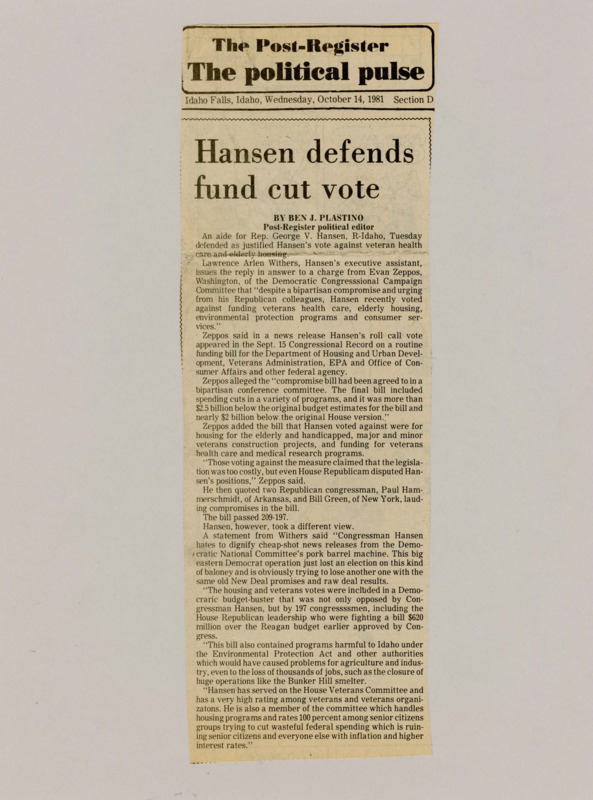 The Post-Register
The political pulse
Idaho Falls, Idaho, Wednesday, October 14, 1981 Section D
Hansen defends
fund cut vote
BY BEN J. PLASTINO
Post-Register political editor
An aide for Rep. George V. Hansen, R-Idaho, Tuesday
defended as justified Hansen's vote against veteran health
care and elderly housing.
Lawrence Arlen Withers, Hansen's executive assistant,
issues the reply in answer to a charge from Evan Zeppos,
Washington, of the Democratic Congresssional Campaign
Committee that "despite a bipartisan compromise and urging
from his Republican colleagues, Hansen recently voted
against funding veterans health care, elderly housing,
environmental protection programs and consumer ser-
vices."
Zeppos said in a news release Hansen's roll call vote
appeared in the Sept. 15 Congressional Record on a routine
funding bill for the Department of Housing and Urban Devel-
opment, Veterans Administration, EPA and Office of Con-
sumer Affairs and other federal agency.
Zeppos alleged the "compromise bill had been agreed to in a
bipartisan conference committee. The final bill included
spending cuts in a variety of programs, and it was more than
$2.5 billion below the original budget estimates for the bill and
nearly $2 billion below the original House version."
Zeppos added the bill that Hansen voted against were for
housing for the elderly and handicapped, major and minor
veterans construction projects, and funding for veterans
health care and medical research programs.
"Those voting against the measure claimed that the legisla-
tion was too costly, but even House Republicam disputed Han-
sen's positions," Zeppos said.
He then quoted two Republican congressman, Paul Ham-
merschmidt, of Arkansas, and Bill Green, of New York, laud-
ing compromises in the bill.
The bill passed 209-197.
Hansen, however, took a different view.
A statement from Withers said "Congressman Hansen
hates to dignify cheap-shot news releases from the Demo-
cratic National Committee's pork barrel machine. This big
eastern Democrat operation just lost an election on this kind
of baloney and is obviously trying to lose another one with the
same old New Deal promises and raw deal results.
"The housing and veterans votes were included in a Demo-
craric budget-buster that was not only opposed by Con-
gressman Hansen, but by 197 congresssmen, including the
House Republican leadership who were fighting a bill $620
million over the Reagan budget earlier approved by Con-
gress.
"This bill also contained programs harmful to Idaho under
the Environmental Protection Act and other authorities
which would have caused problems for agriculture and indus-
try, even to the loss of thousands of jobs, such as the closure of
huge operations like the Bunker Hill smelter.
"Hansen has served on the House Veterans Committee and
has a very high rating among veterans and veterans organi-
zatons. He is also a member of the committee which handles
housing programs and rates 100 percent among senior citizens
groups trying to cut wasteful federal spending which is ruin-
ing senior citizens and everyone else with inflation and higher
interest rates."